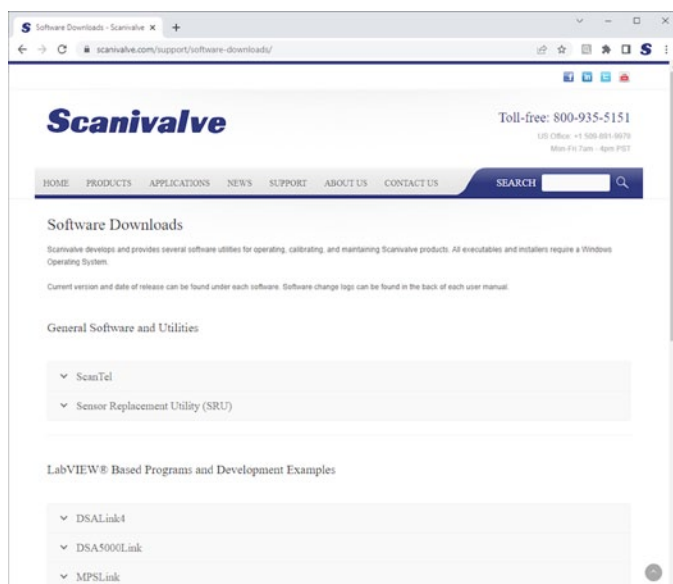 Software Downloads - Scanivalve
scanivalve.com/support/software-downloads/
Scanivalve
Toll-free: 800-935-5151
US Office: +1 509-891-9970
Mon-Fri 7am - 4pm PST
HOME PRODUCTS APPLICATIONS NEWS SUPPORT ABOUT US CONTACT US SEARCH
Software Downloads
Scanivalve develops and provides several software utilities for operating, calibrating, and maintaining Scanivalve products. All executables and installers require a Windows
Operating System.
Current version and date of release can be found under each software. Software change logs can be found in the back of each user manual.
General Software and Utilities
ScanTel
Sensor Replacement Utility (SRU)
LabVIEW® Based Programs and Development Examples
DSALink4
DSA5000Link
MPSLink